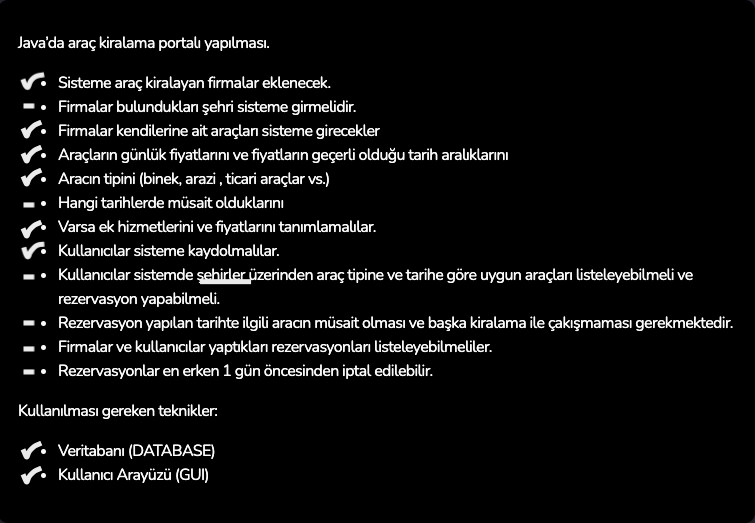 Java'da araç kiralama portalı yapılması.
Sisteme araç kiralayan firmalar eklenecek.
Firmalar bulundukları şehri sisteme girmelidir.
Firmalar kendilerine ait araçları sisteme girecekler
Araçların günlük fiyatlarını ve fiyatların geçerli olduğu tarih aralıklarını
Aracın tipini (binek, arazi , ticari araçlar vs.)
Hangi tarihlerde müsait olduklarını
Varsa ek hizmetlerini ve fiyatlarını tanımlamalılar.
Kullanıcılar sisteme kaydolmalılar.
Kullanıcılar sistemde şehirler üzerinden araç tipine ve tarihe göre uygun araçları listeleyebilmeli ve
rezervasyon yapabilmeli.
Rezervasyon yapılan tarihte ilgili aracın müsait olması ve başka kiralama ile çakışmaması gerekmektedir.
Firmalar ve kullanıcılar yaptıkları rezervasyonları listeleyebilmeliler.
Rezervasyonlar en erken 1 gün öncesinden iptal edilebilir.
Kullanılması gereken teknikler:
Veritabanı (DATABASE)
Kullanıcı Arayüzü (GUI)